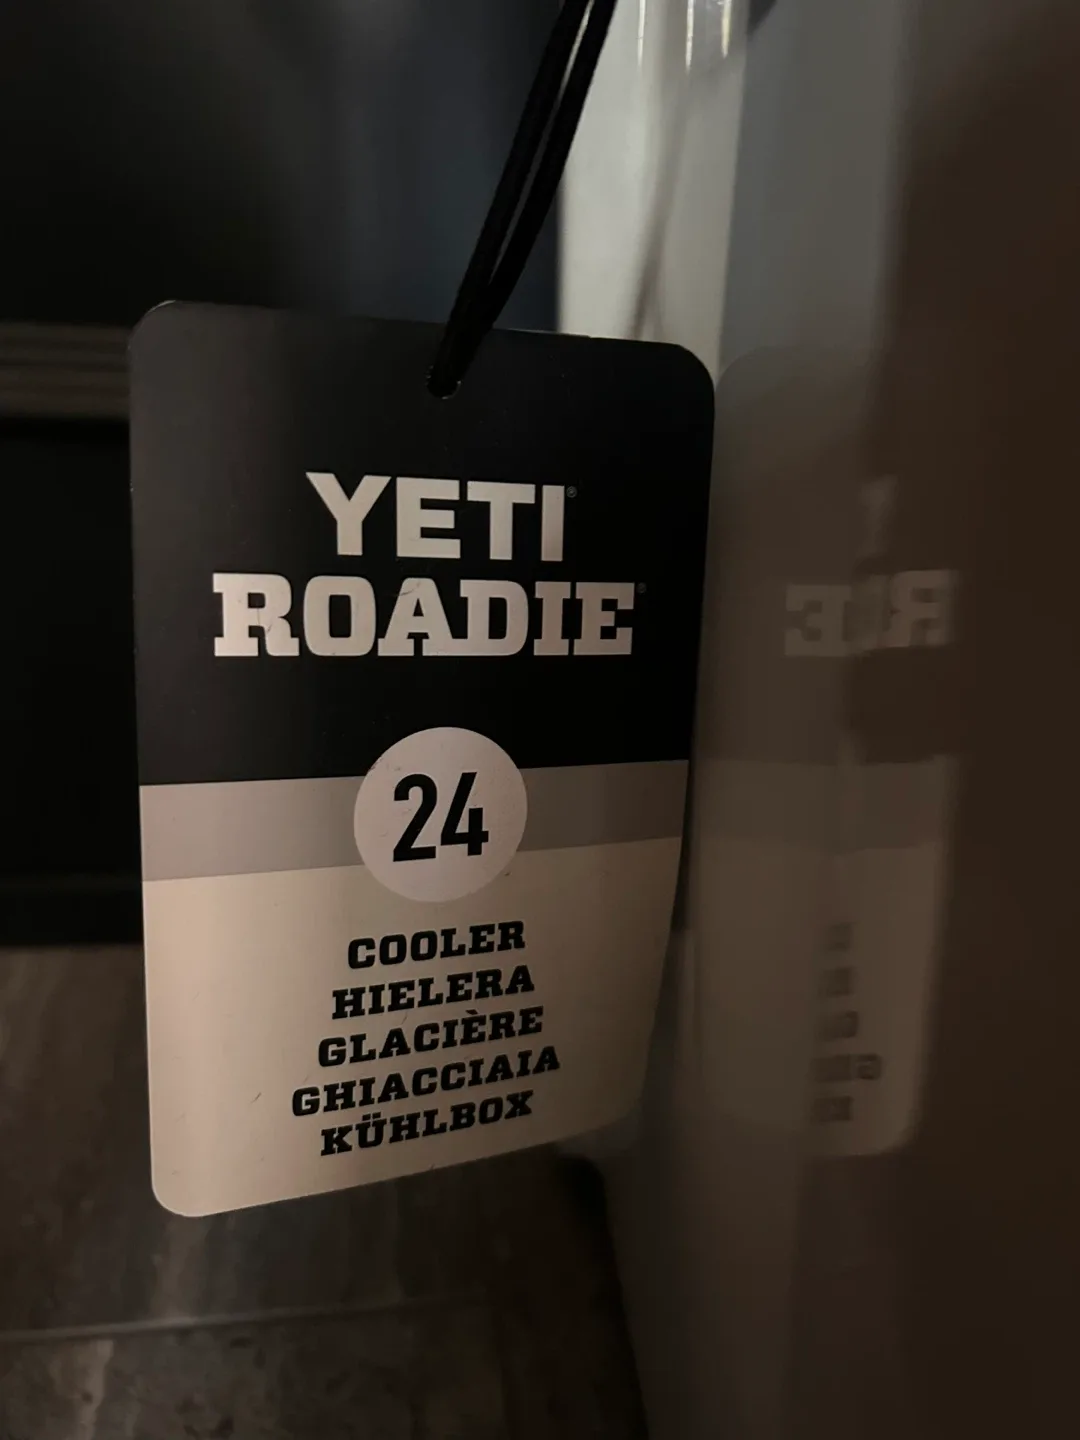 YETI®
ROADIE®
24
COOLER
HIELERA
GLACIÈRE
GHIACCIAIA
KÜHLBOX